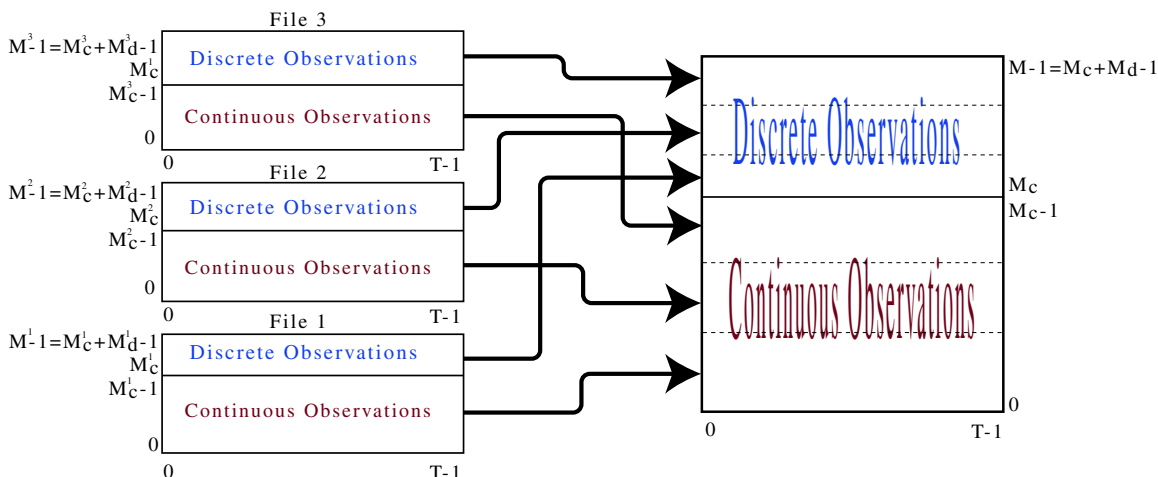 File 3
M³-1=M³c+M³d-1
Discrete Observations
M¹c
M³c-1
Continuous Observations
0
0 T-1
File 2
M²-1=M²c+M²d-1
Discrete Observations
M²c
M²c-1
Continuous Observations
0
0 T-1
File 1
M¹-1=M¹c+M¹d-1
Discrete Observations
M¹c
M¹c-1
Continuous Observations
0
0 T-1
M-1=Mc+Md-1
Discrete Observations
Mc
Mc-1
Continuous Observations
0
0 T-1